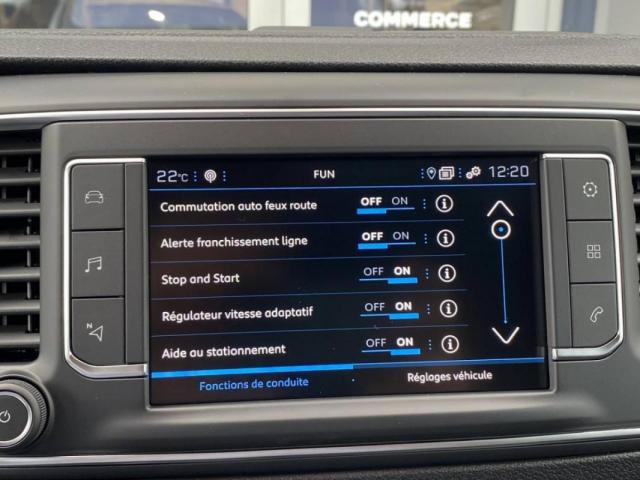 COMMERCE
22°C FUN 12:20
Commutation auto feux route OFF ON
Alerte franchissement ligne OFF ON
Stop and Start OFF ON
Régulateur vitesse adaptatif OFF ON
Aide au stationnement OFF ON
Fonctions de conduite Réglages véhicule
N